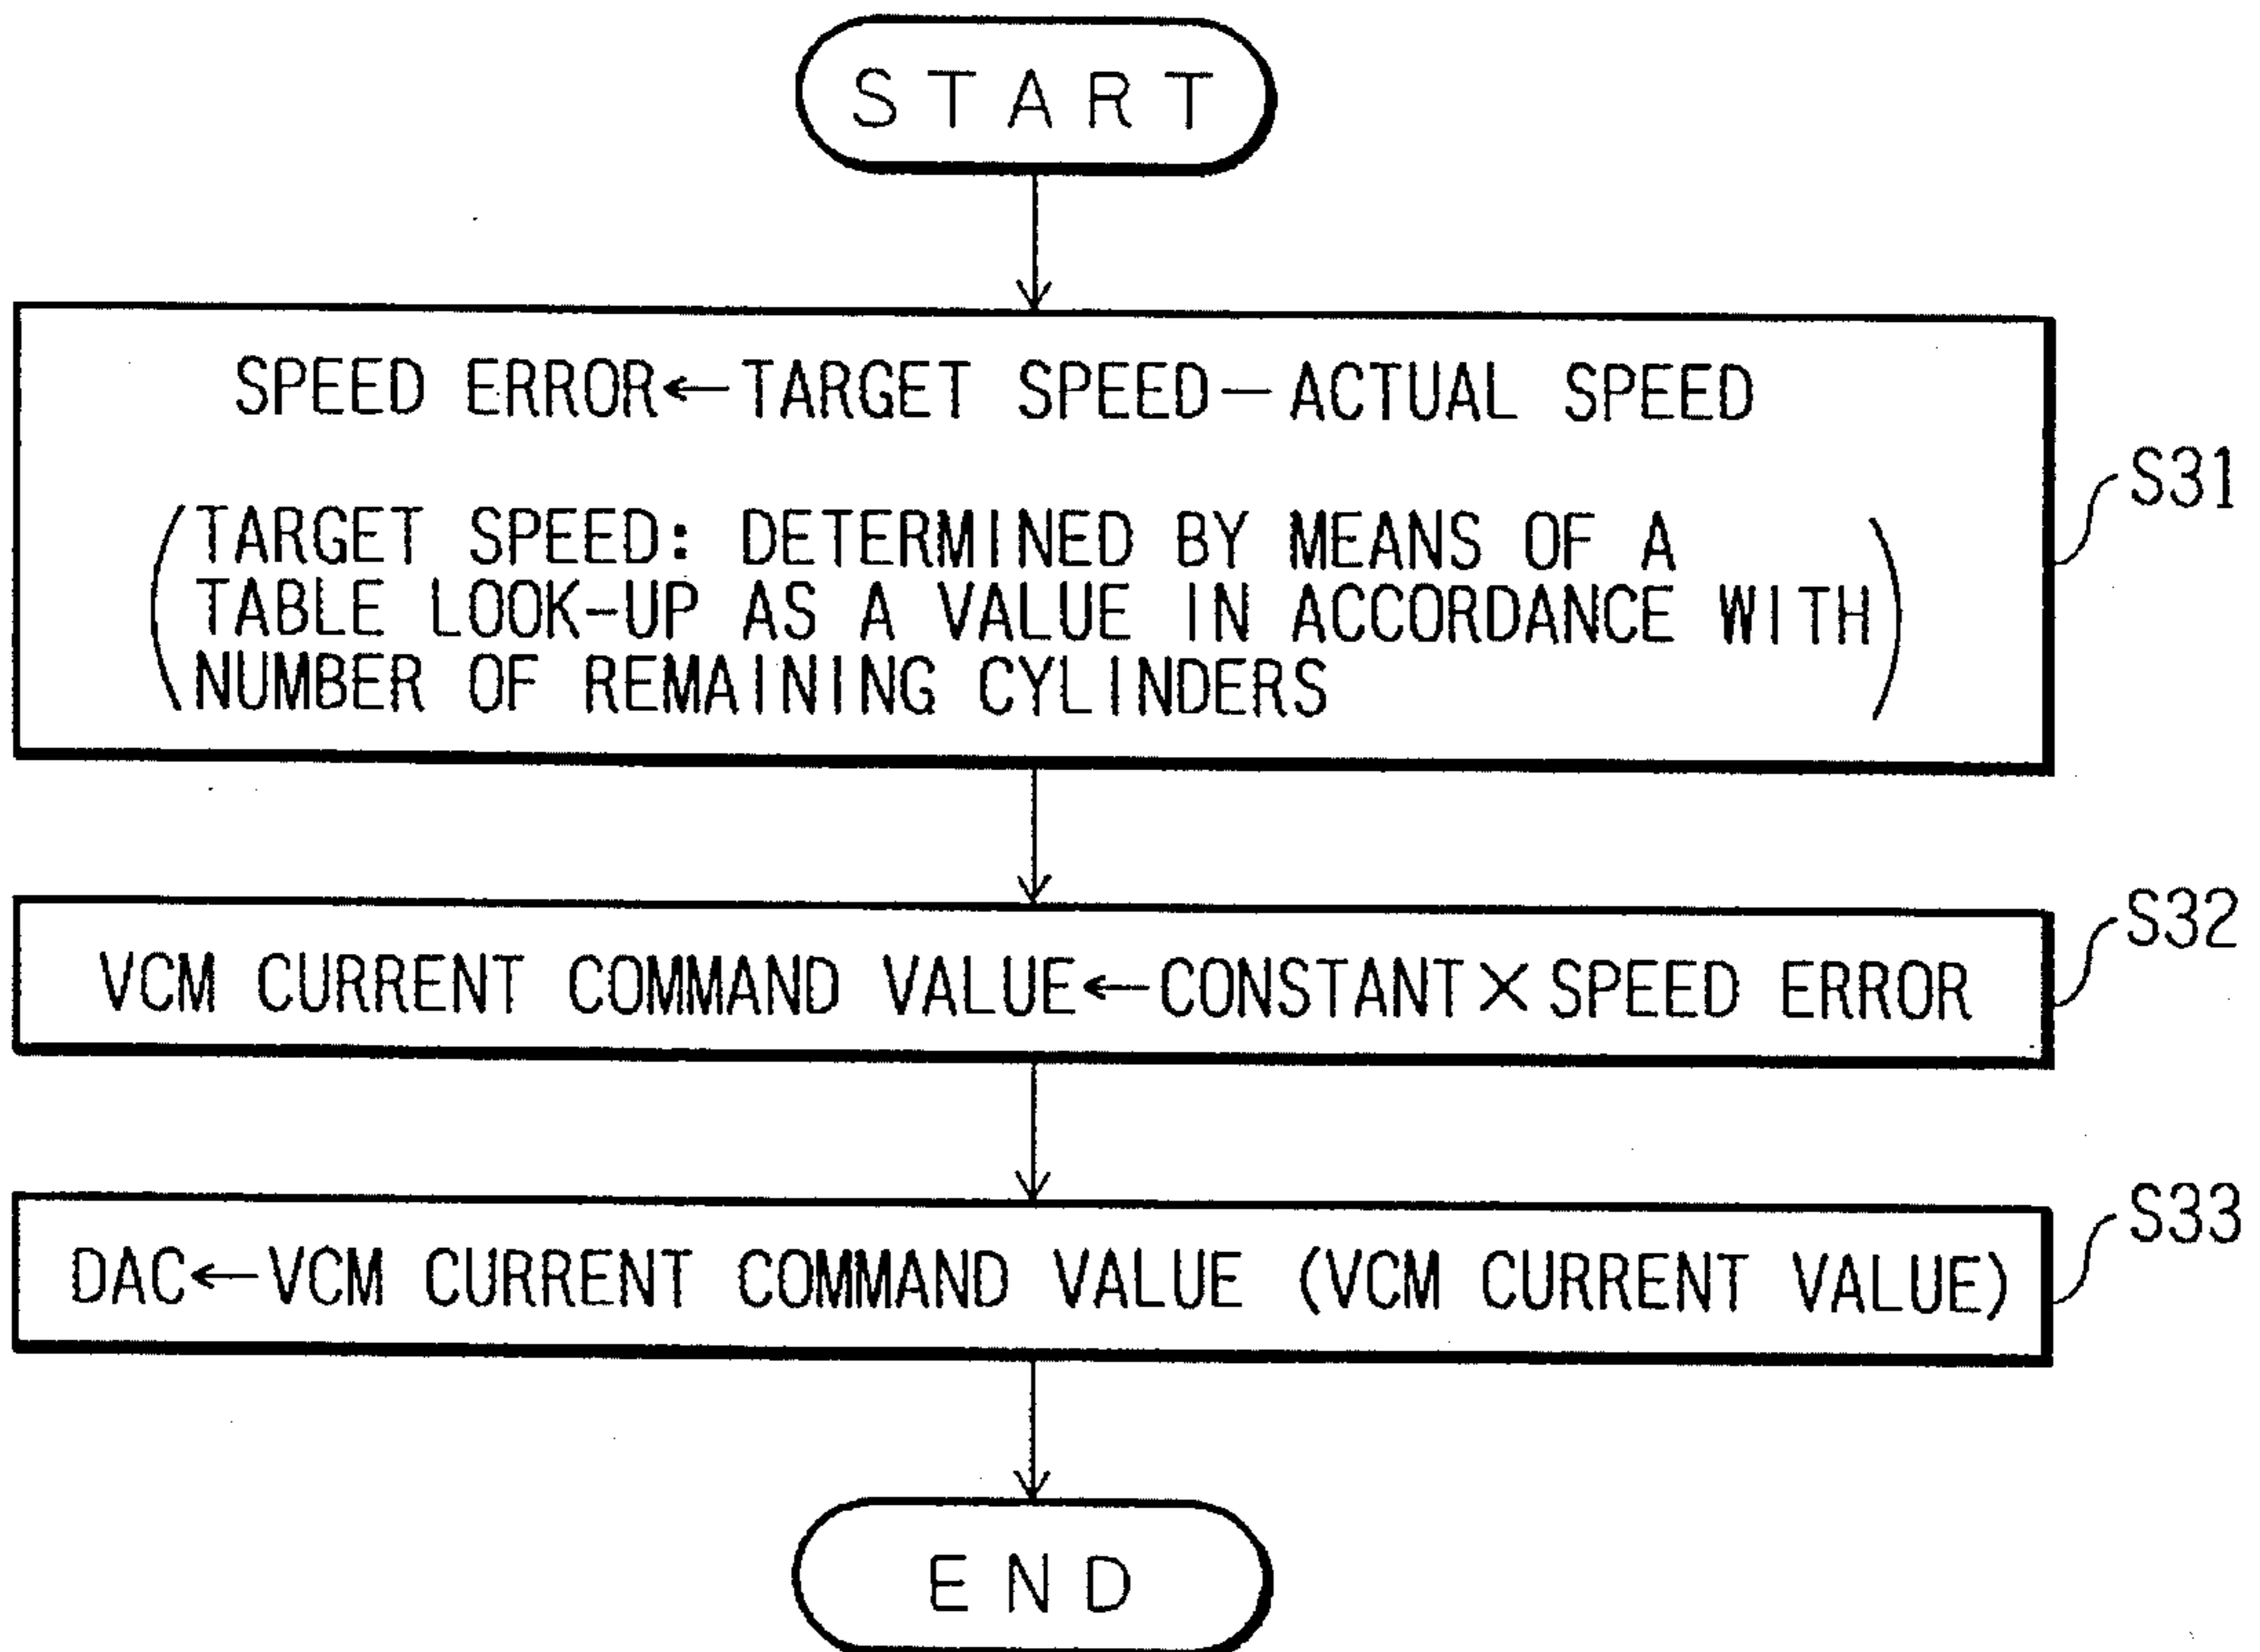 START
SPEED ERROR←TARGET SPEED—ACTUAL SPEED
(TARGET SPEED: DETERMINED BY MEANS OF A
TABLE LOOK-UP AS A VALUE IN ACCORDANCE WITH
NUMBER OF REMAINING CYLINDERS)
S31
VCM CURRENT COMMAND VALUE←CONSTANT×SPEED ERROR
S32
DAC←VCM CURRENT COMMAND VALUE (VCM CURRENT VALUE)
S33
END